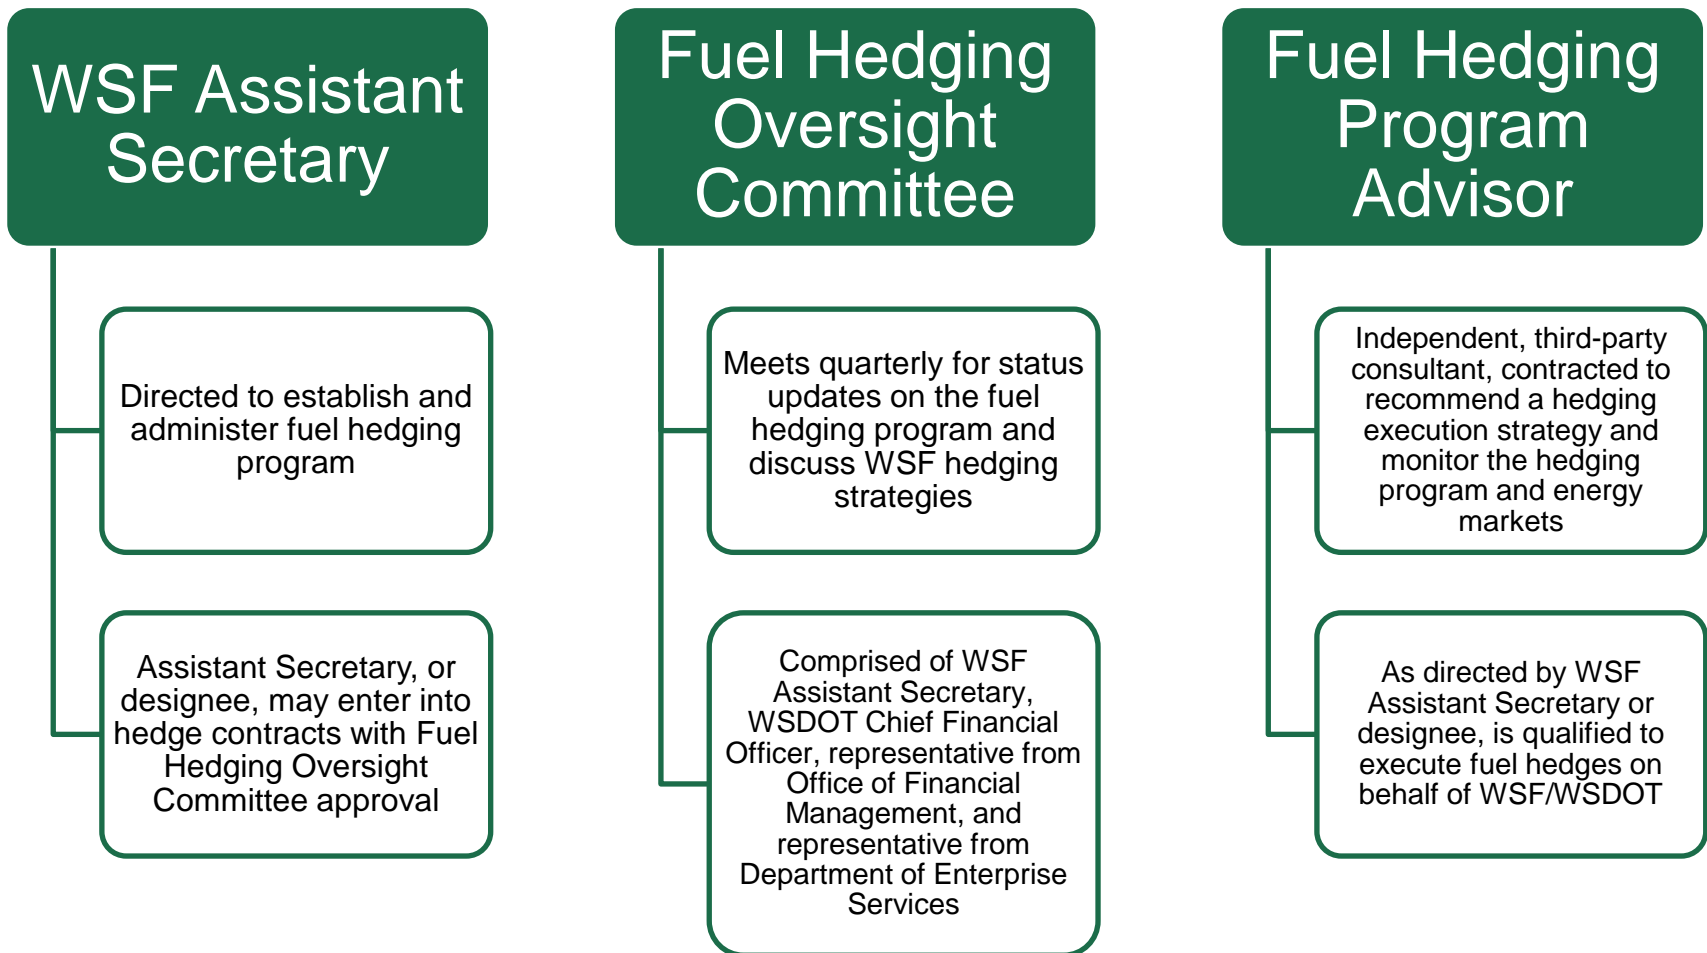 WSF Assistant
Secretary
Directed to establish and
administer fuel hedging
program
Assistant Secretary, or
designee, may enter into
hedge contracts with Fuel
Hedging Oversight
Committee approval
Fuel Hedging
Oversight
Committee
Meets quarterly for status
updates on the fuel
hedging program and
discuss WSF hedging
strategies
Comprised of WSF
Assistant Secretary,
WSDOT Chief Financial
Officer, representative from
Office of Financial
Management, and
representative from
Department of Enterprise
Services
Fuel Hedging
Program
Advisor
Independent, third-party
consultant, contracted to
recommend a hedging
execution strategy and
monitor the hedging
program and energy
markets
As directed by WSF
Assistant Secretary or
designee, is qualified to
execute fuel hedges on
behalf of WSF/WSDOT